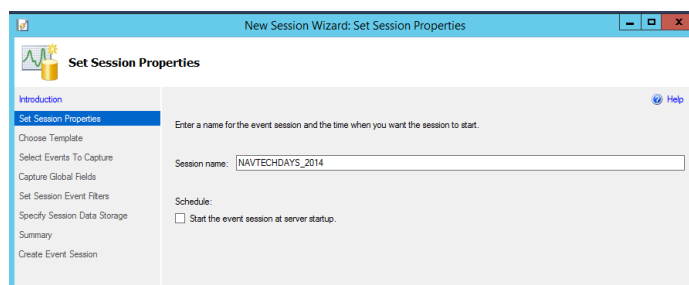 New Session Wizard: Set Session Properties
Set Session Properties
Introduction
Help
Set Session Properties
Enter a name for the event session and the time when you want the session to start.
Choose Template
Select Events To Capture
Session name: NAVTECHDAYS_2014
Capture Global Fields
Set Session Event Filters
Schedule:
Specify Session Data Storage
Start the event session at server startup.
Summary
Create Event Session